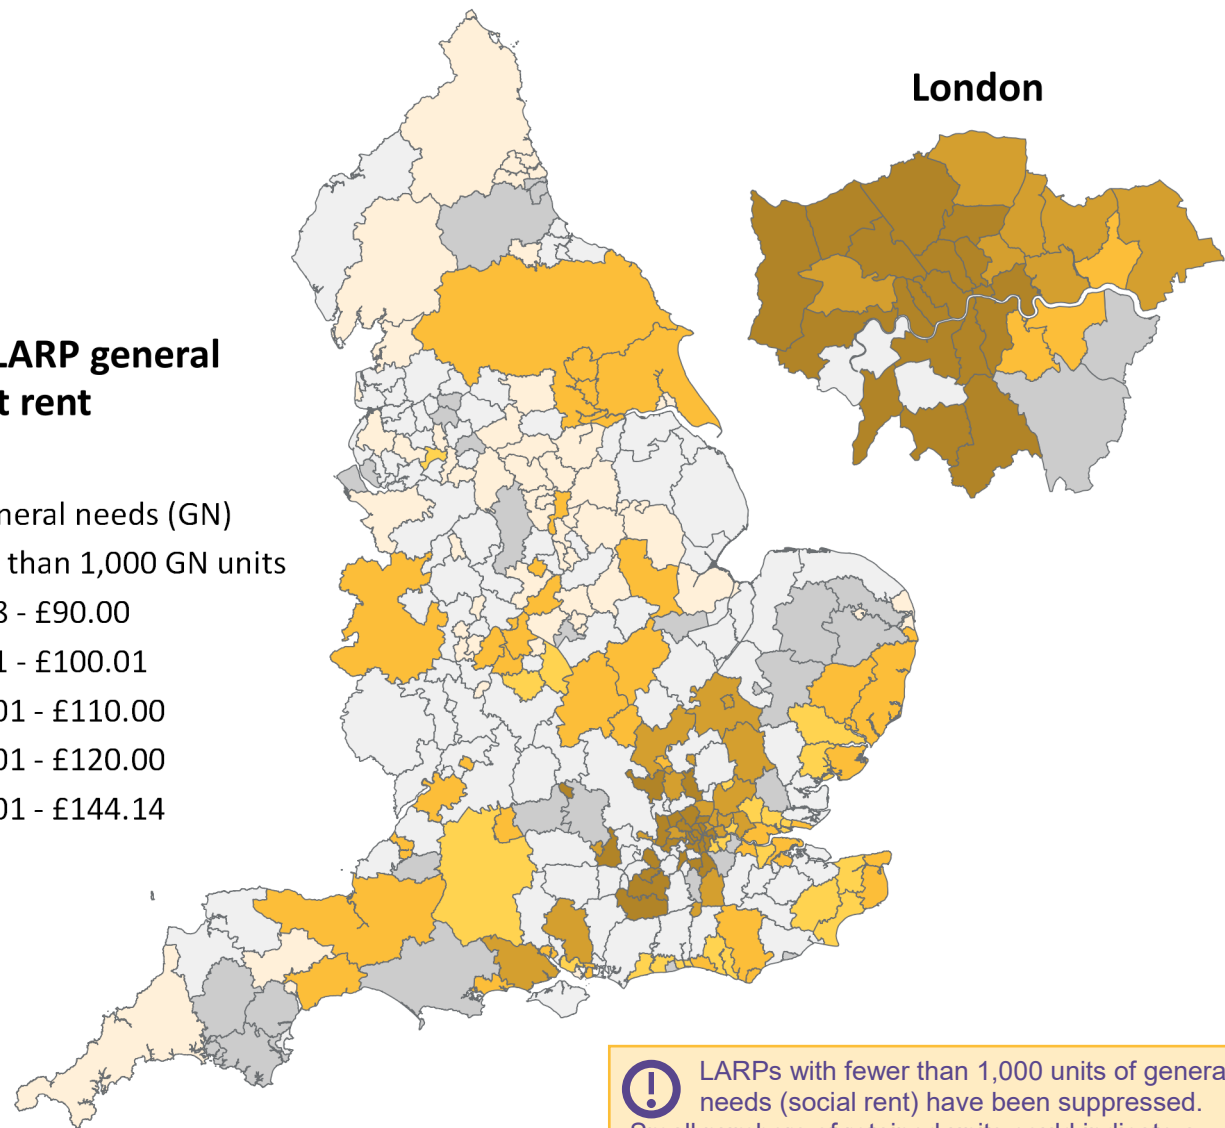 London
LARP general
t rent
neral needs (GN)
than 1,000 GN units
8 - £90.00
1 - £100.01
01 - £110.00
01 - £120.00
01 - £144.14
LARPs with fewer than 1,000 units of genera
needs (social rent) have been suppressed.